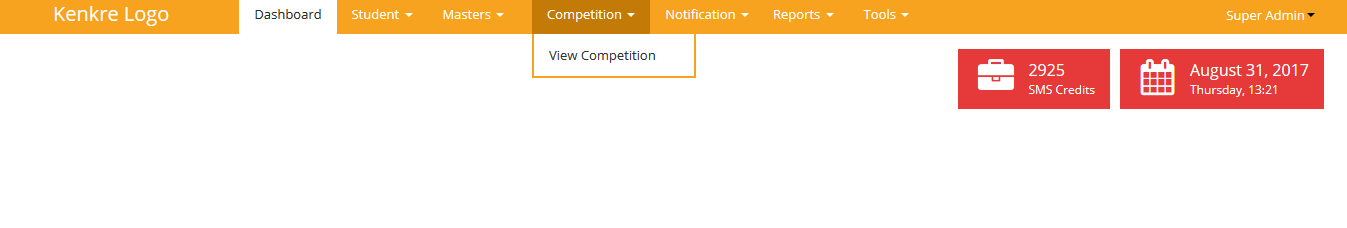 Kenkre Logo Dashboard Student Masters Competition Notification Reports Tools Super Admin
View Competition
2925
SMS Credits
August 31, 2017
Thursday, 13:21